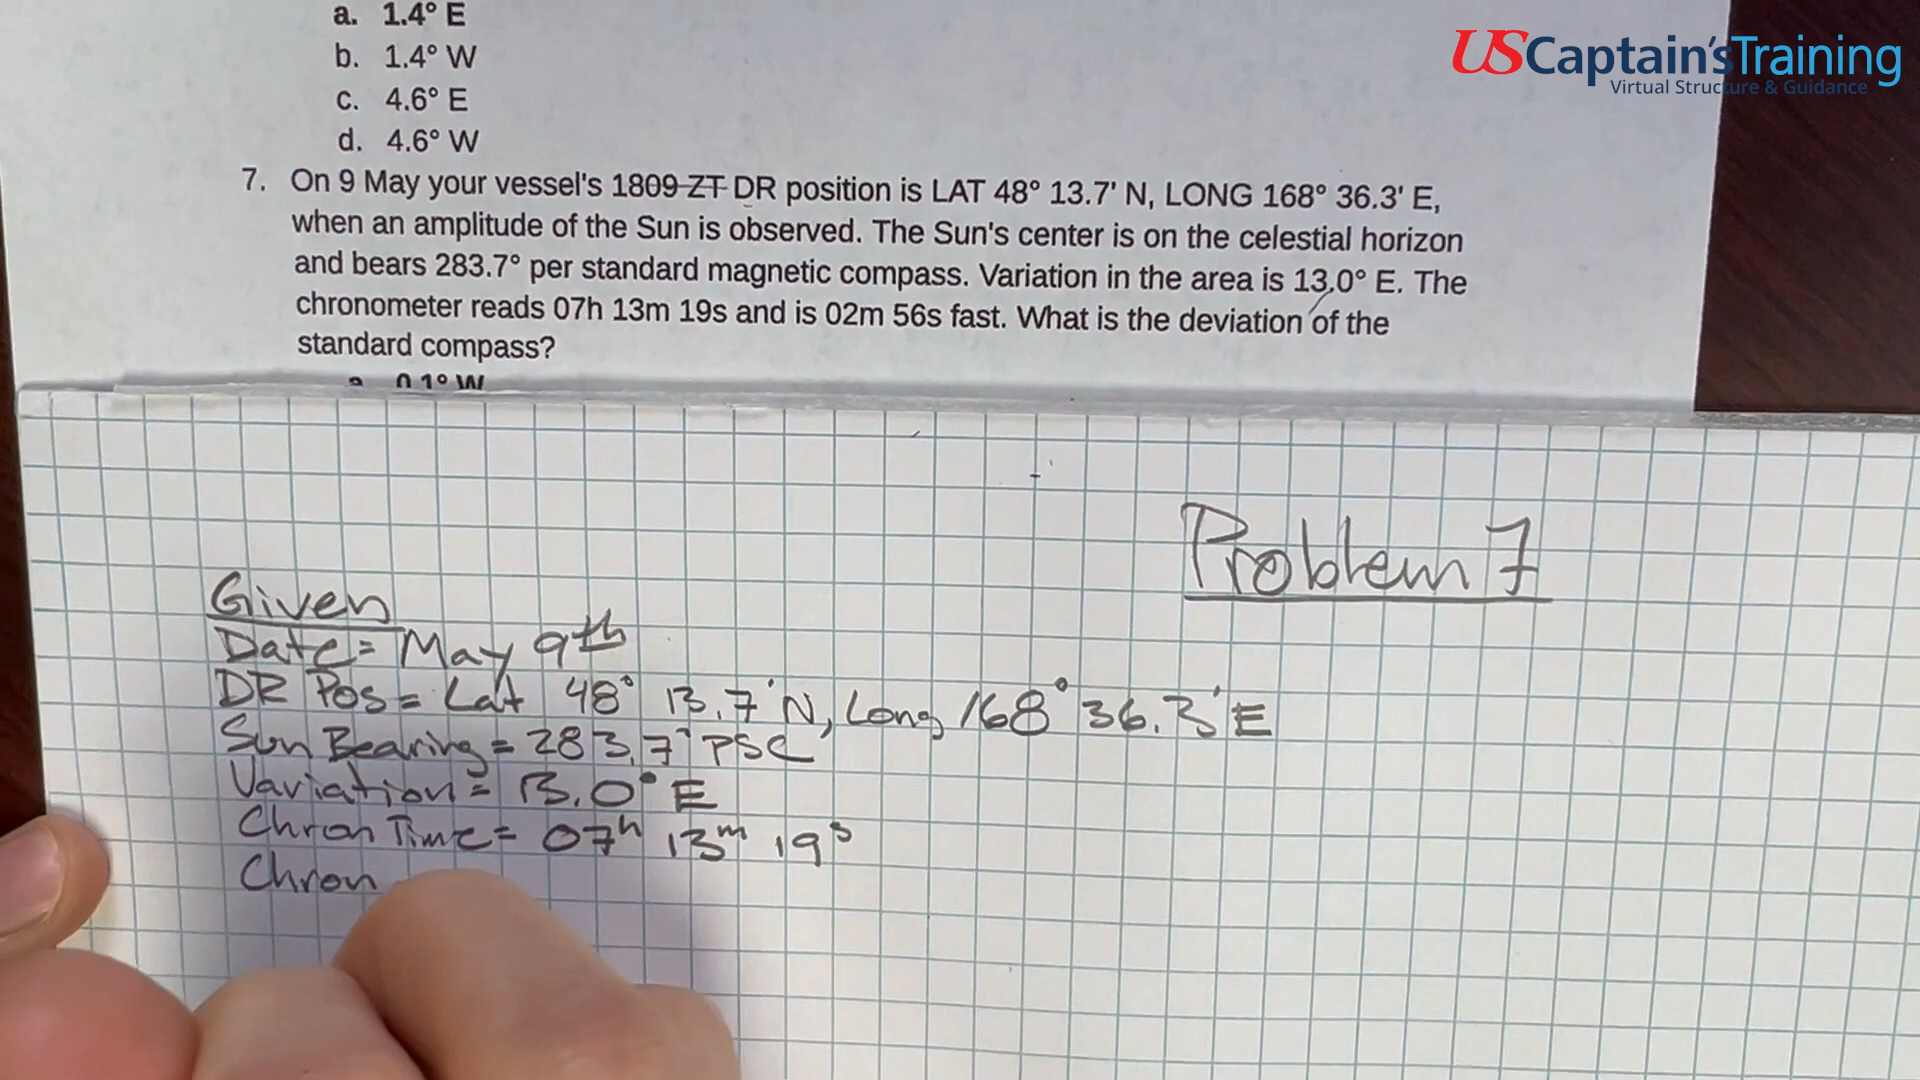 a. 1.4° E
USCaptain'sTraining
Virtual Structure & Guidance
b. 1.4° W
c. 4.6° E
d. 4.6° W
7. On 9 May your vessel's 1809 ZT DR position is LAT 48° 13.7' N, LONG 168° 36.3' E,
when an amplitude of the Sun is observed. The Sun's center is on the celestial horizon
and bears 283.7° per standard magnetic compass. Variation in the area is 13.0° E. The
chronometer reads 07h 13m 19s and is 02m 56s fast. What is the deviation of the
standard compass?
a. 0.1° W
Problem 7
Given
Date = May 9th
DR Pos = Lat 48° 13.7' N, Long 168° 36.3' E
Sun Bearing = 283.7° PSC
Variation = 13.0° E
Chron Time = 07h 13m 19s
Chron